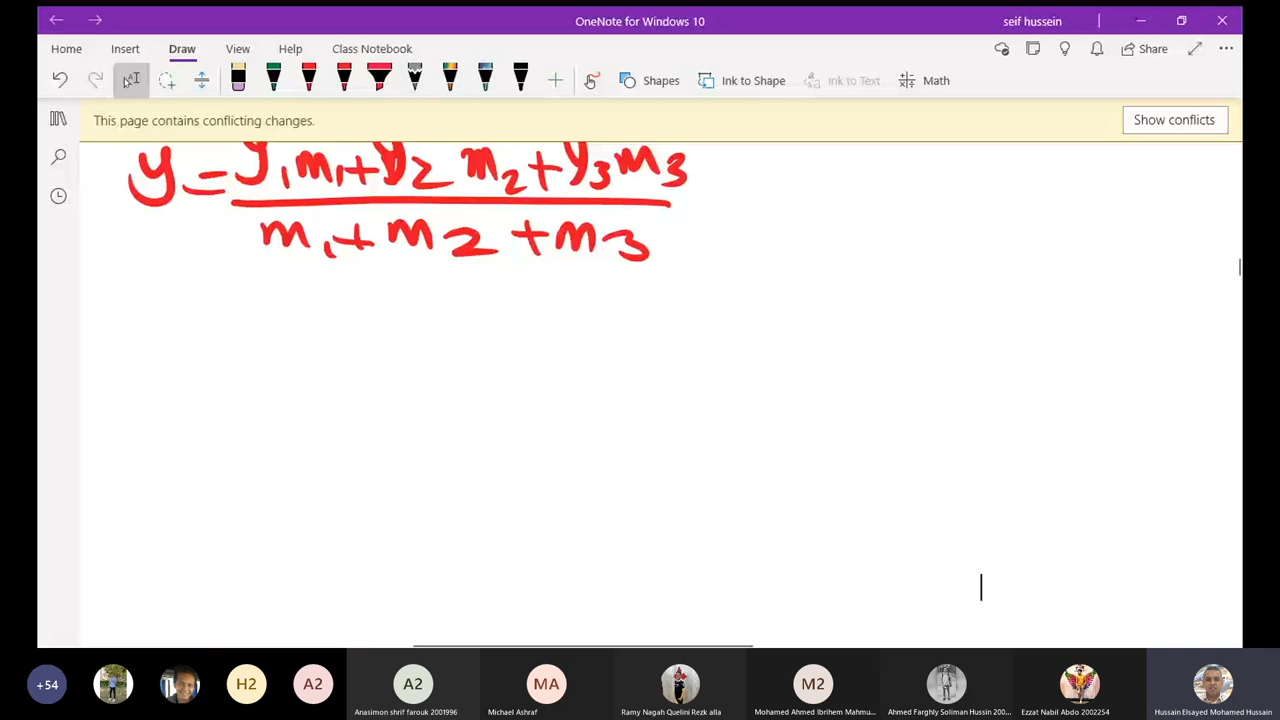 OneNote for Windows 10
seif hussein
Home Insert Draw View Help Class Notebook
Share
Shapes Ink to Shape Ink to Text Math
This page contains conflicting changes.
Show conflicts
y = y1m1 + y2 m2 + y3m3
m1 + m2 + m3
+54 H2 A2 A2 MA M2
Anasimon shrif farouk 2001996 Michael Ashraf Ramy Nagah Quelini Rezk alla Mohamed Ahmed Ibrihem Mahmu... Ahmed Farghly Soliman Hussin 200... Ezzat Nabil Abdo 2002254 Hussain Elsayed Mohamed Hussain